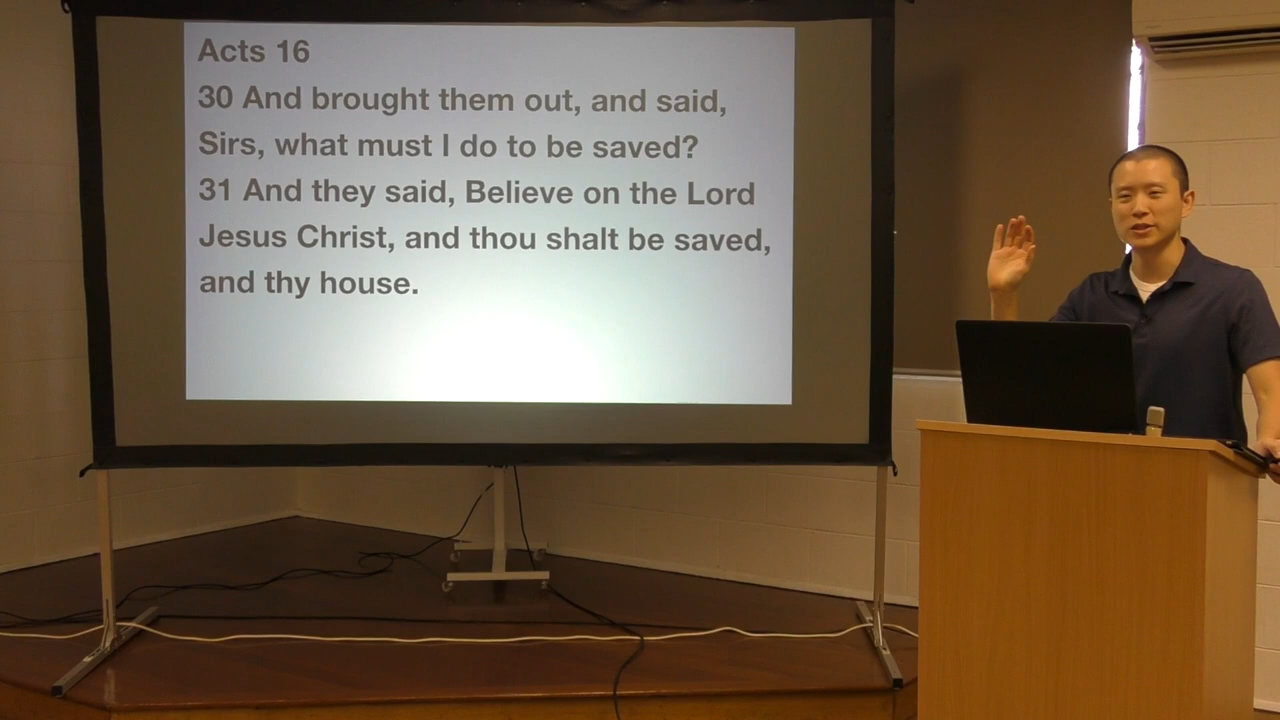 Acts 16
30 And brought them out, and said,
Sirs, what must I do to be saved?
31 And they said, Believe on the Lord
Jesus Christ, and thou shalt be saved,
and thy house.